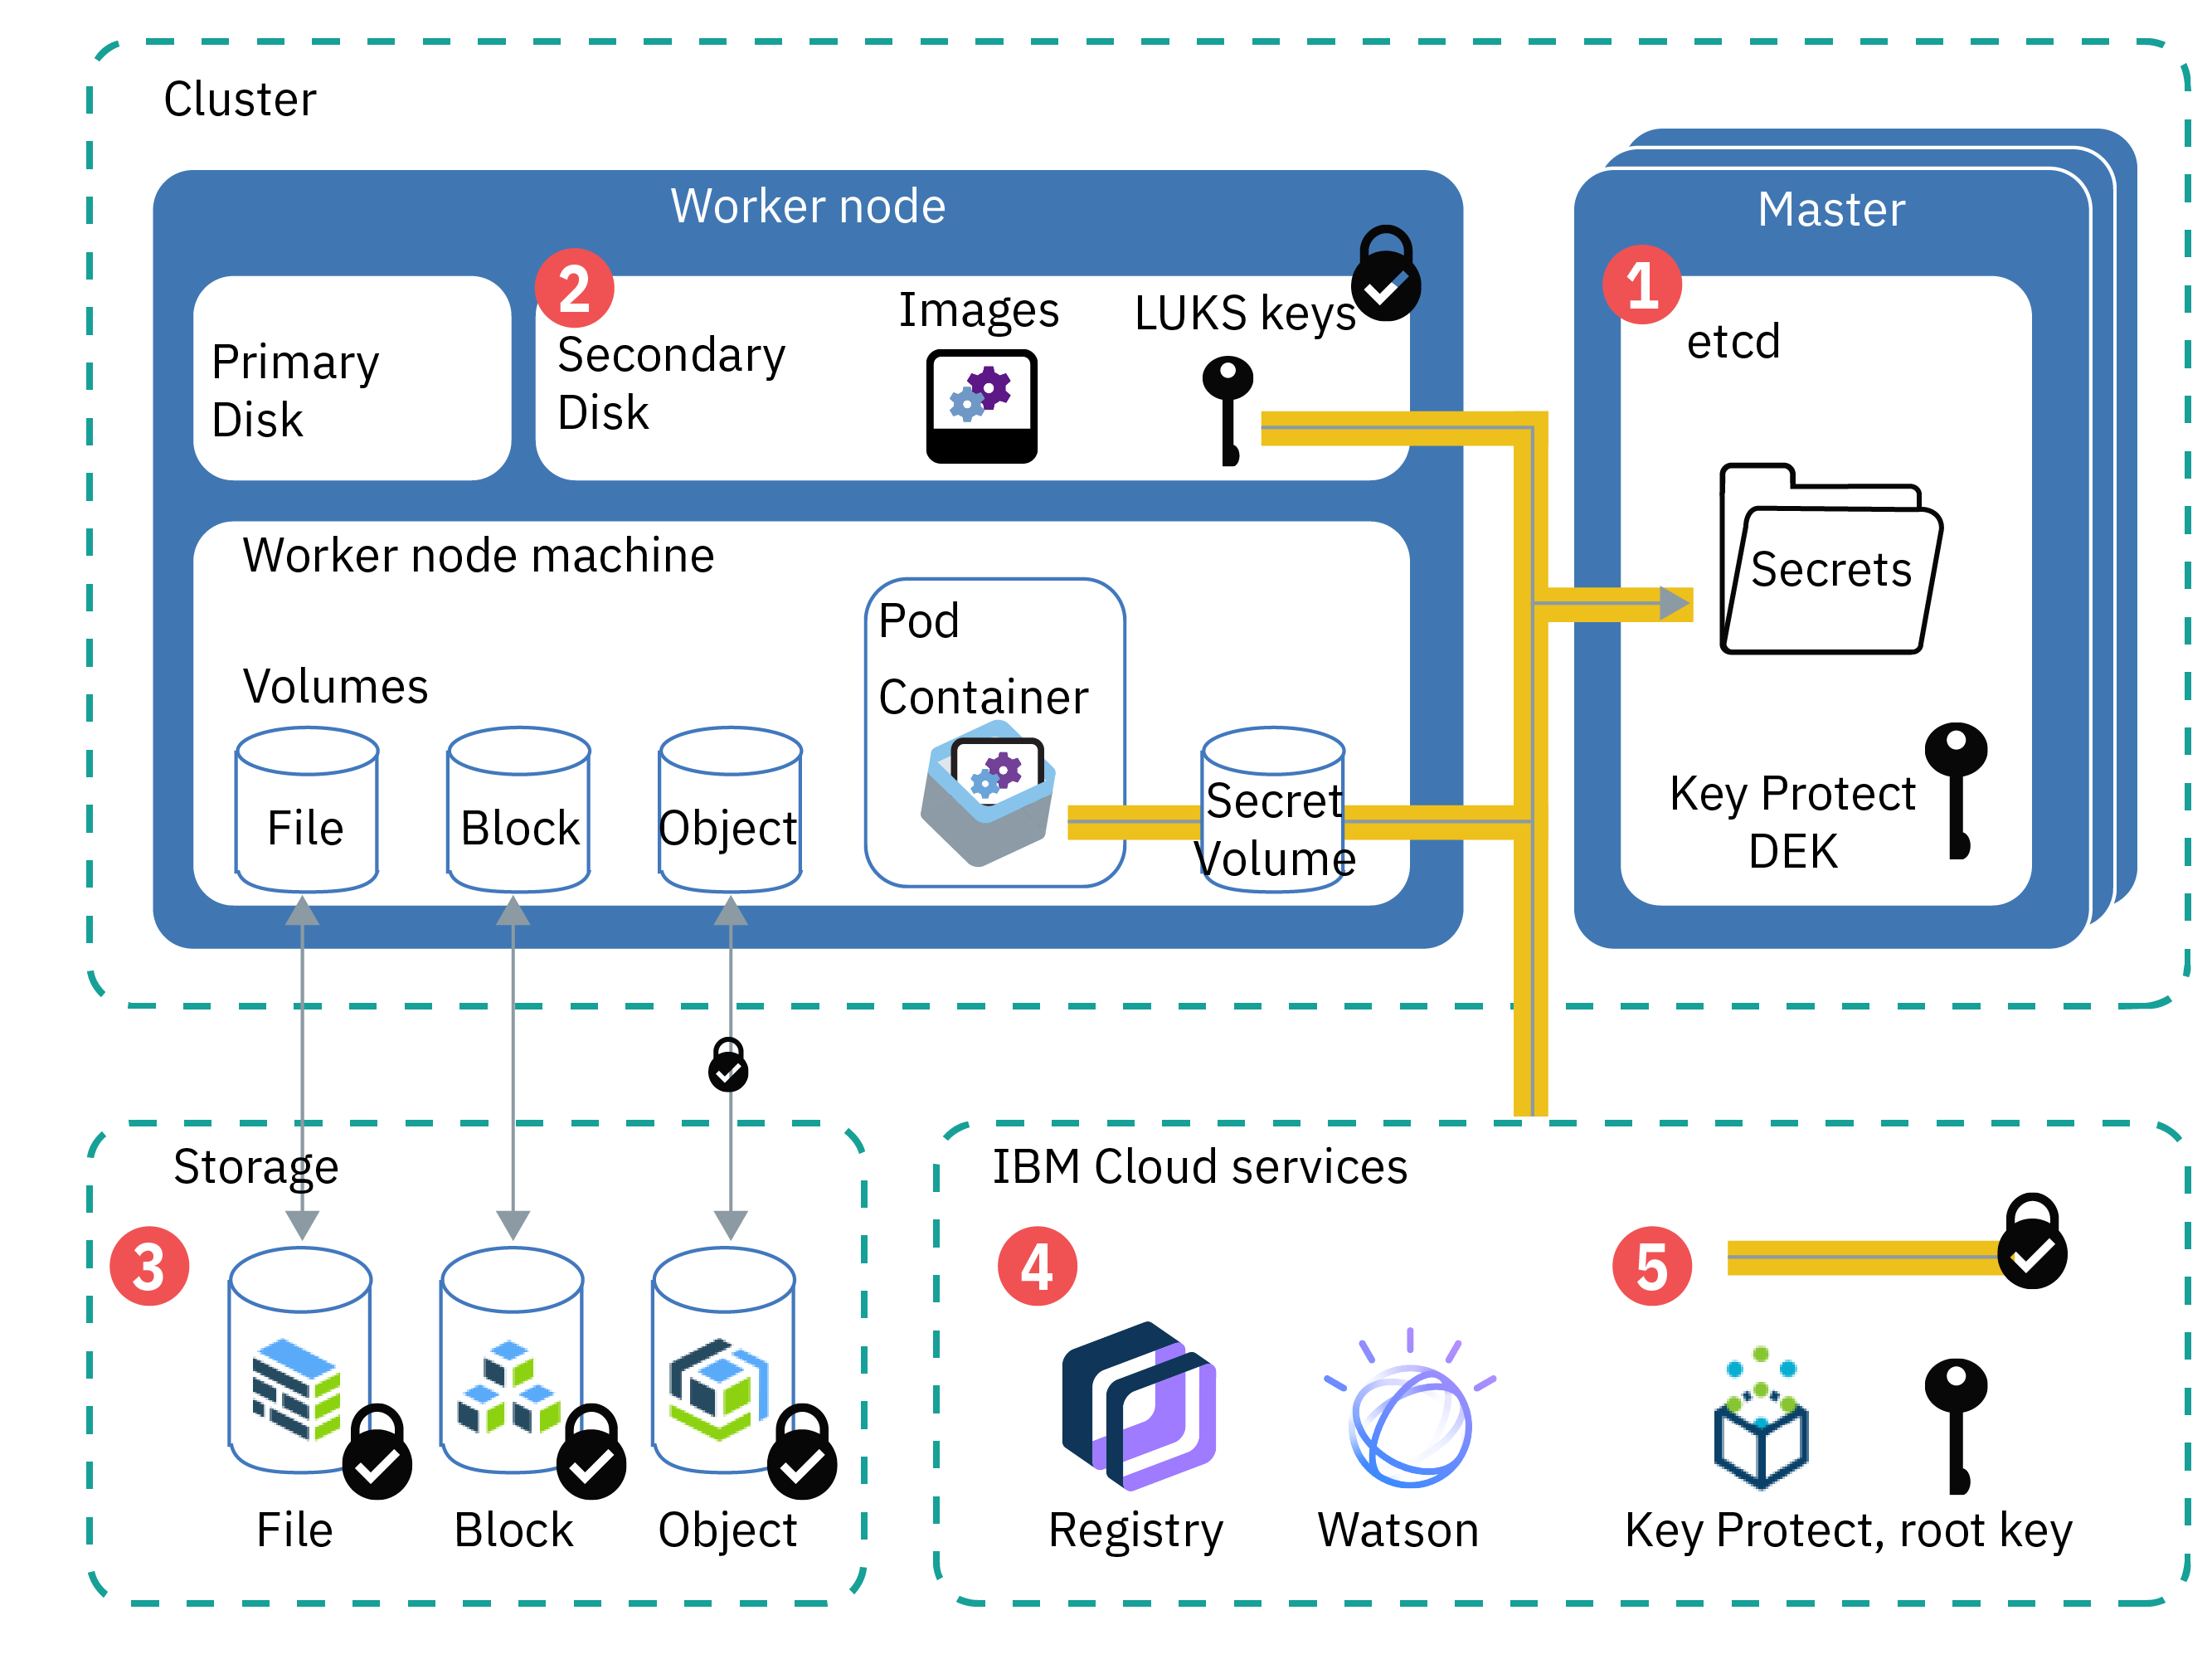 Cluster
Worker node
Master
2
1
Images
LUKS keys
Primary
Disk
Secondary
Disk
etcd
Worker node machine
Pod
Secrets
Volumes
Container
File
Block
Object
Secret
Volume
Key Protect
DEK
Storage
IBM Cloud services
3
4
5
File
Block
Object
Registry
Watson
Key Protect, root key